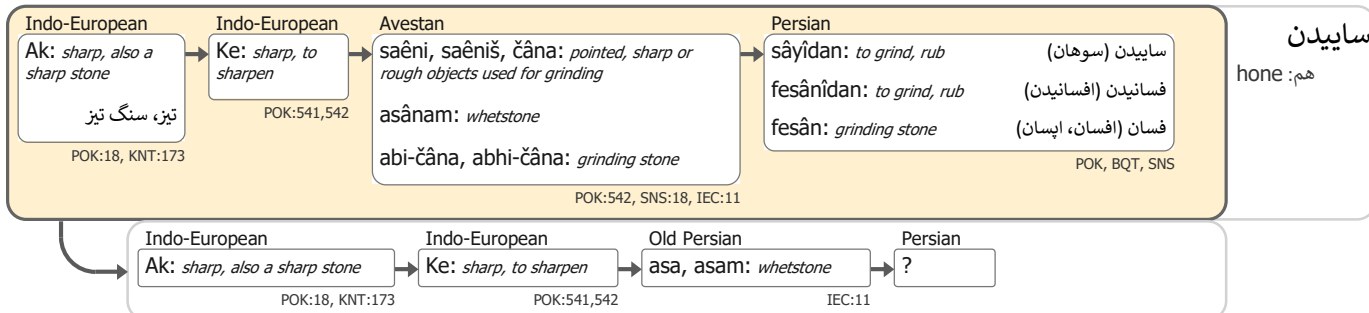 ساییدن
هم: hone
Indo-European
Ak: sharp, also a
sharp stone
تیز، سنگ تیز
POK:18, KNT:173
Indo-European
Ke: sharp, to
sharpen
POK:541,542
Avestan
saêni, saêniš, čâna: pointed, sharp or
rough objects used for grinding
asânam: whetstone
abi-čâna, abhi-čâna: grinding stone
POK:542, SNS:18, IEC:11
Persian
sâyîdan: to grind, rub ساییدن (سوهان)
fesânîdan: to grind, rub فسانیدن (افسانیدن)
fesân: grinding stone فسان (افسان، اپسان)
POK, BQT, SNS
Indo-European
Ak: sharp, also a sharp stone
POK:18, KNT:173
Indo-European
Ke: sharp, to sharpen
POK:541,542
Old Persian
asa, asam: whetstone
IEC:11
Persian
?